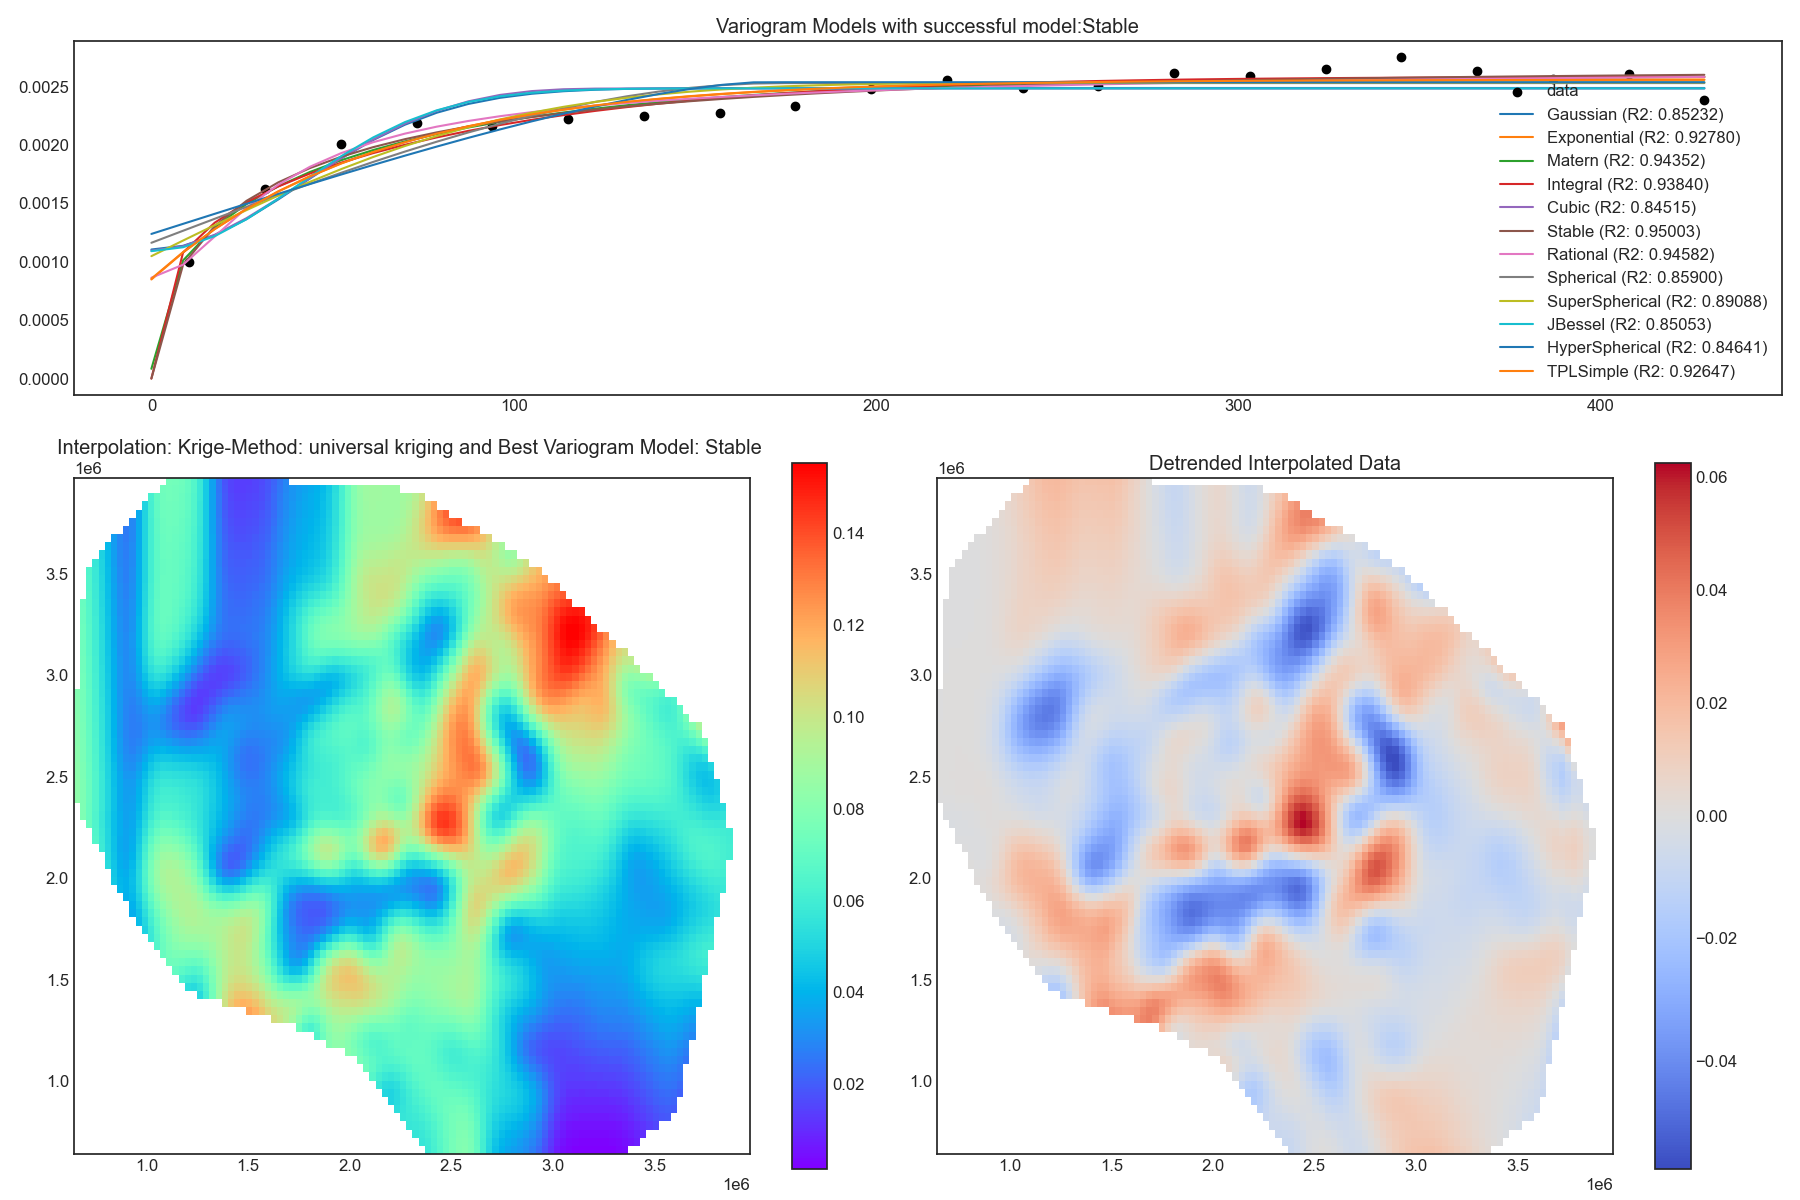 Variogram Models with successful model:Stable
0.0025
0.0020
0.0015
0.0010
0.0005
0.0000
data
Gaussian (R2: 0.85232)
Exponential (R2: 0.92780)
Matern (R2: 0.94352)
Integral (R2: 0.93840)
Cubic (R2: 0.84515)
Stable (R2: 0.95003)
Rational (R2: 0.94582)
Spherical (R2: 0.85900)
SuperSpherical (R2: 0.89088)
JBessel (R2: 0.85053)
HyperSpherical (R2: 0.84641)
TPLSimple (R2: 0.92647)
0 100 200 300 400
Interpolation: Krige-Method: universal kriging and Best Variogram Model: Stable
1e6
3.5
3.0
2.5
2.0
1.5
1.0
1.0 1.5 2.0 2.5 3.0 3.5
1e6
0.14
0.12
0.10
0.08
0.06
0.04
0.02
Detrended Interpolated Data
1e6
3.5
3.0
2.5
2.0
1.5
1.0
1.0 1.5 2.0 2.5 3.0 3.5
1e6
0.06
0.04
0.02
0.00
−0.02
−0.04